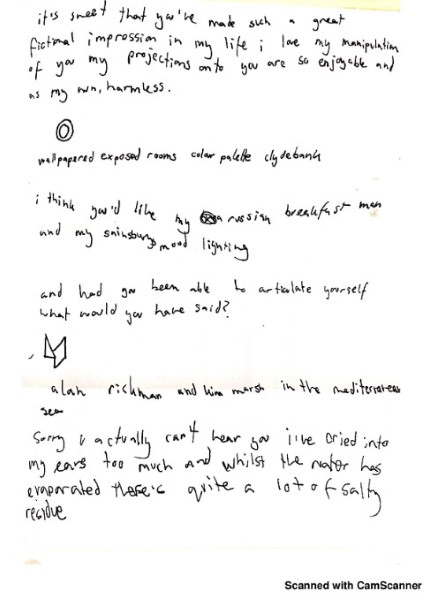 it's sweet that you've made such a great
fictional impression in my life i love my manipulation
of you my projections onto you are so enjoyable and
as my own, harmless.
wallpapered exposed rooms color palette clydebank
i think you'd like my a russian breakfast man
and my sainsburys mood lighting
and had you been able to articulate yourself
what would you have said?
alan rickman and kim marsh in the mediterranean
sea
Sorry i actually can't hear you i've cried into
my ears too much and whilst the water has
evaporated there's quite a lot of salty
residue
Scanned with CamScanner